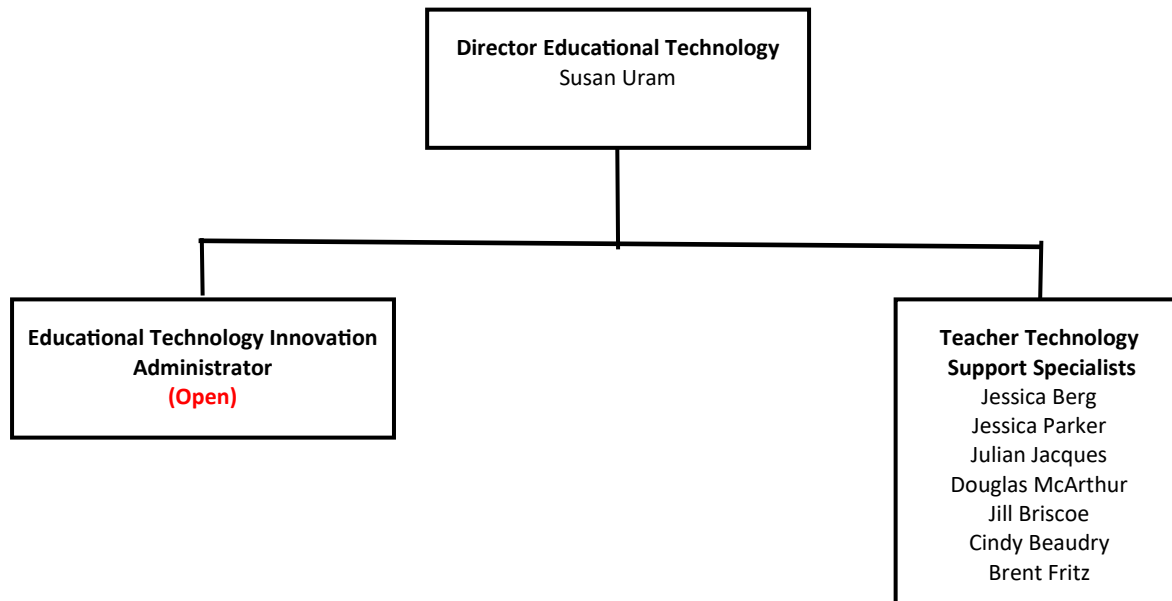 Director Educational Technology
Susan Uram
Educational Technology Innovation
Administrator
(Open)
Teacher Technology
Support Specialists
Jessica Berg
Jessica Parker
Julian Jacques
Douglas McArthur
Jill Briscoe
Cindy Beaudry
Brent Fritz